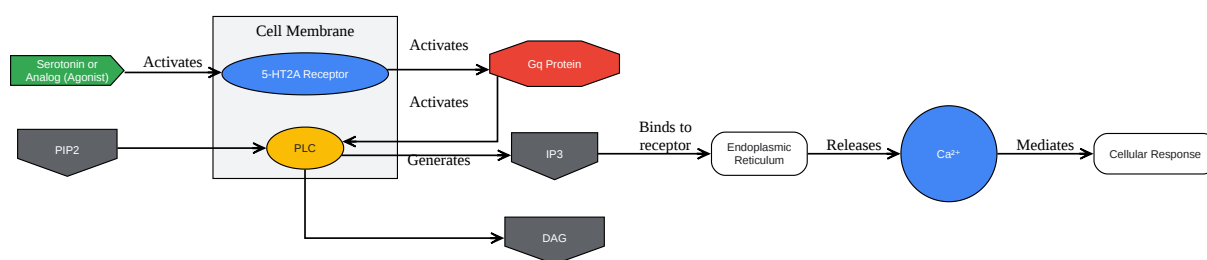 Cell Membrane
Serotonin or
Analog (Agonist)
Activates
5-HT2A Receptor
Activates
Gq Protein
Activates
PIP2
PLC
Generates
IP3
Binds to
receptor
Endoplasmic
Reticulum
Releases
Ca²⁺
Mediates
Cellular Response
DAG